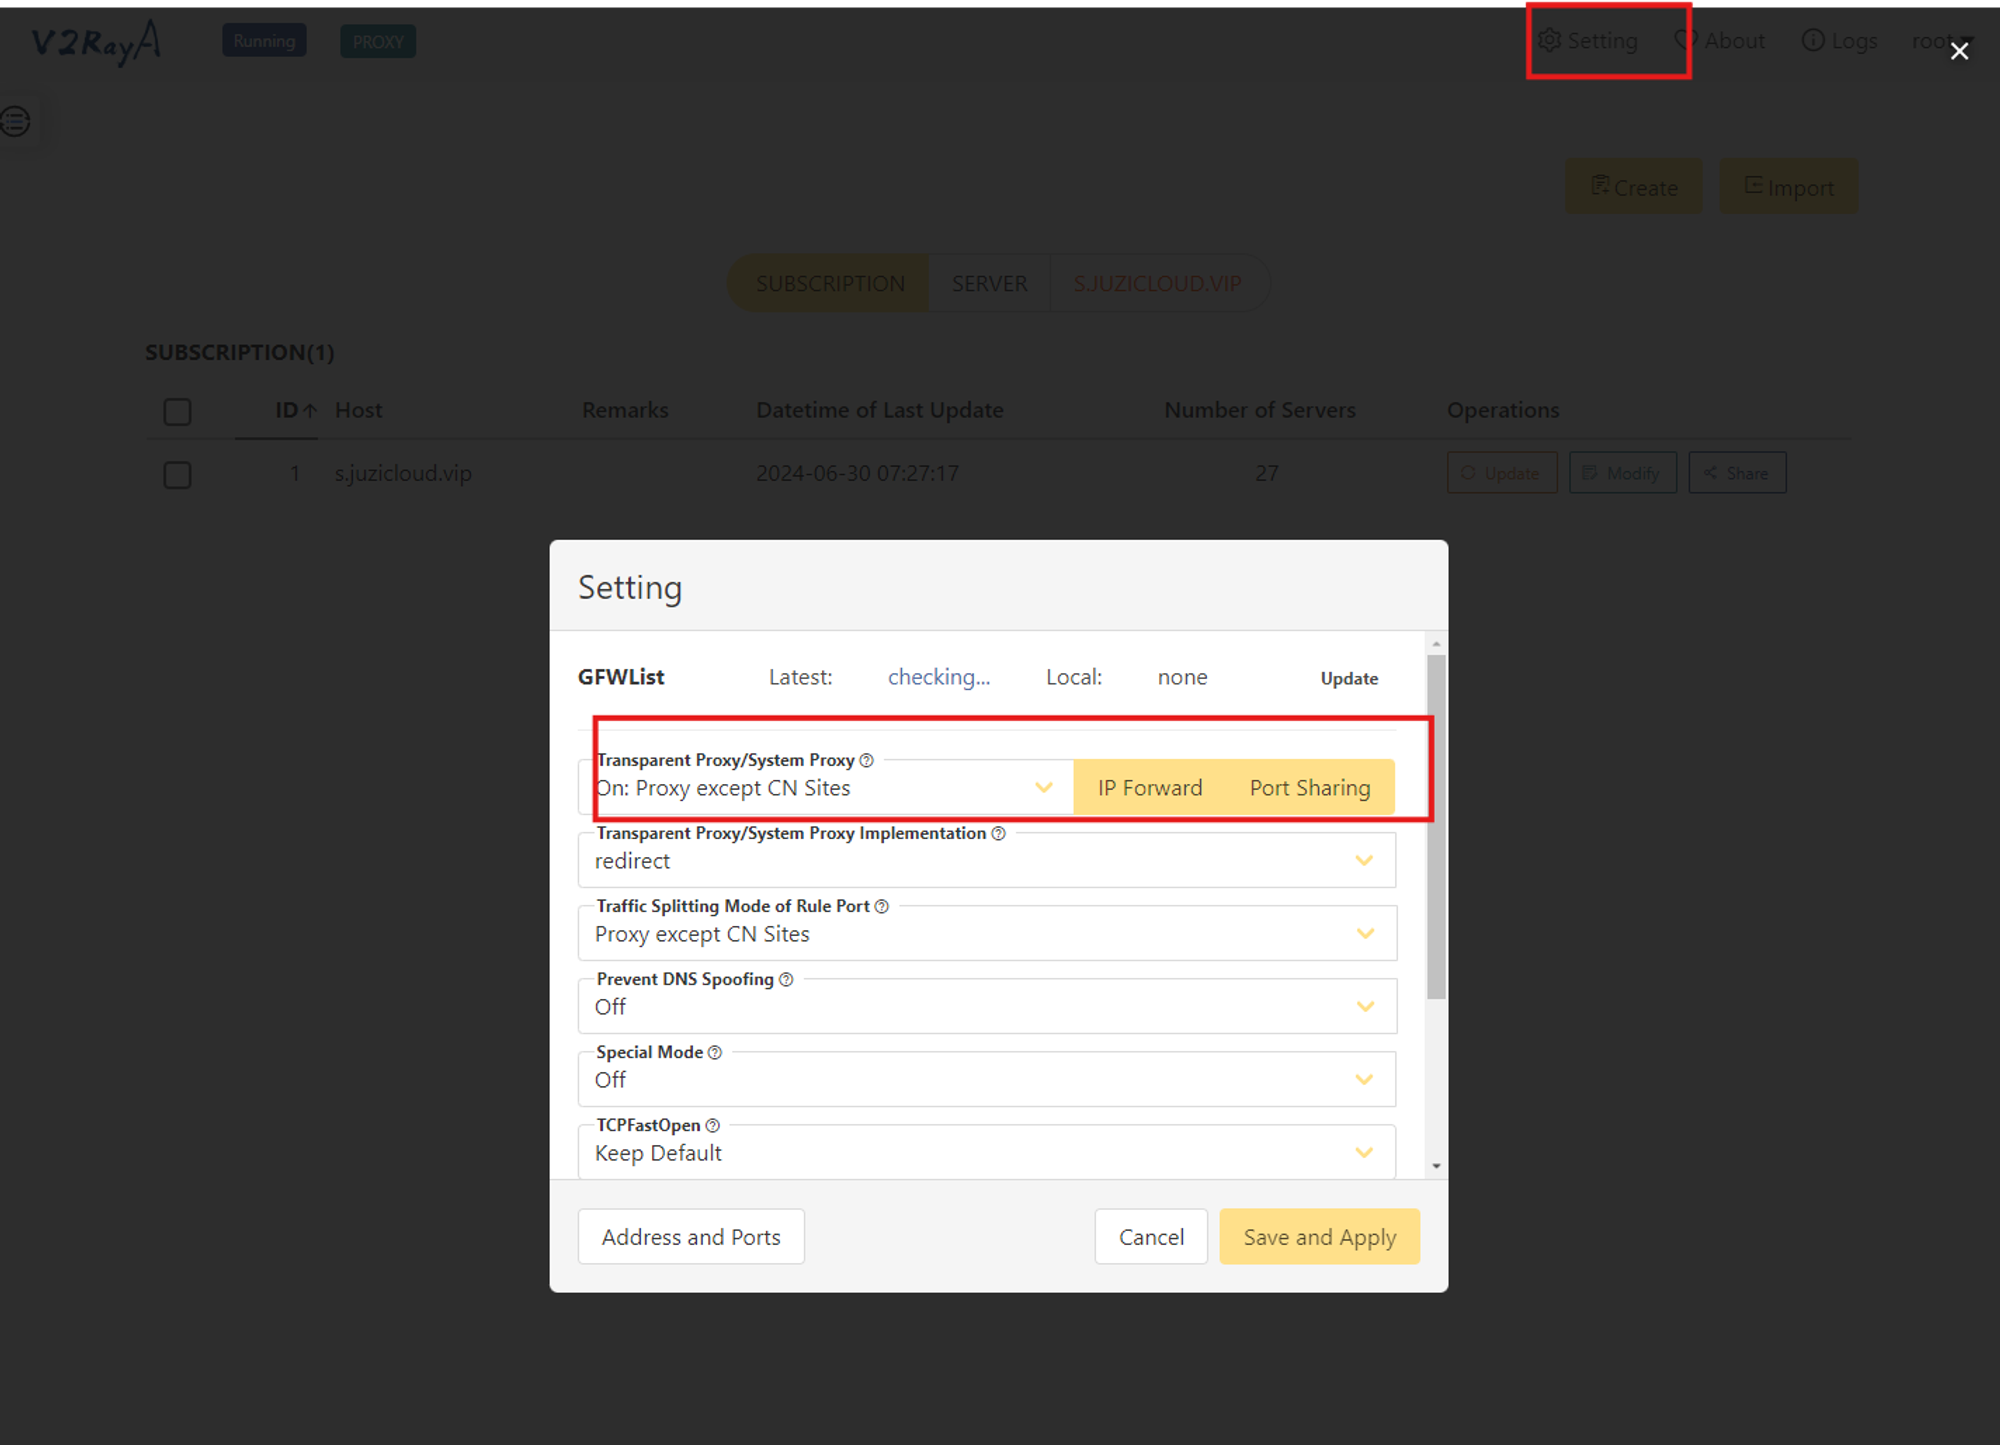 V2RayA Running PROXY Setting About Logs root
Create Import
SUBSCRIPTION SERVER S.JUZICLOUD.VIP
SUBSCRIPTION(1)
ID Host Remarks Datetime of Last Update Number of Servers Operations
1 s.juzicloud.vip 2024-06-30 07:27:17 27 Update Modify Share
Setting
GFWList Latest: checking... Local: none Update
Transparent Proxy/System Proxy
On: Proxy except CN Sites IP Forward Port Sharing
Transparent Proxy/System Proxy Implementation
redirect
Traffic Splitting Mode of Rule Port
Proxy except CN Sites
Prevent DNS Spoofing
Off
Special Mode
Off
TCPFastOpen
Keep Default
Address and Ports Cancel Save and Apply